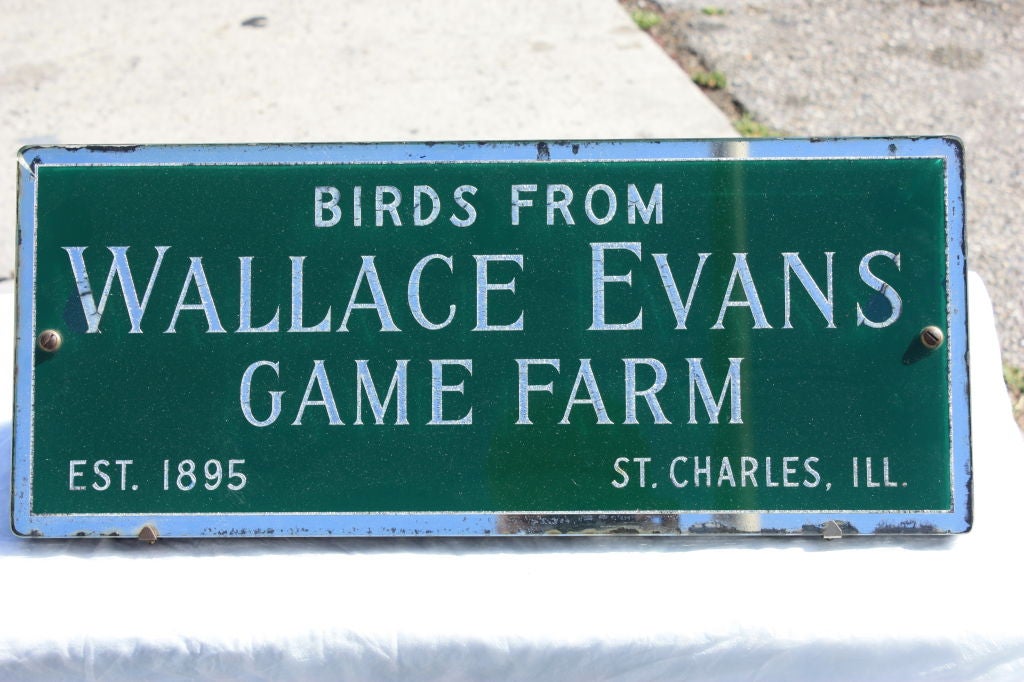 BIRDS FROM
WALLACE EVANS
GAME FARM
EST. 1895
ST. CHARLES, ILL.